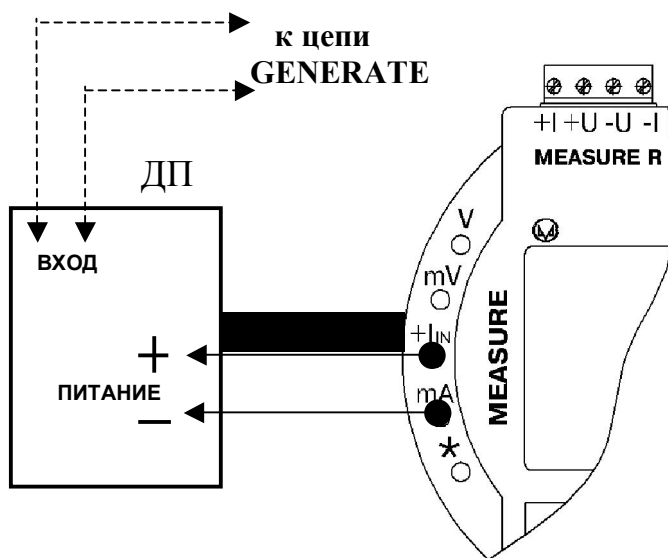 к цепи
GENERATE
ДП
ВХОД
+
ПИТАНИЕ
−
+I +U -U -I
MEASURE R
V
mV
+IIN
mA
*
MEASURE
M